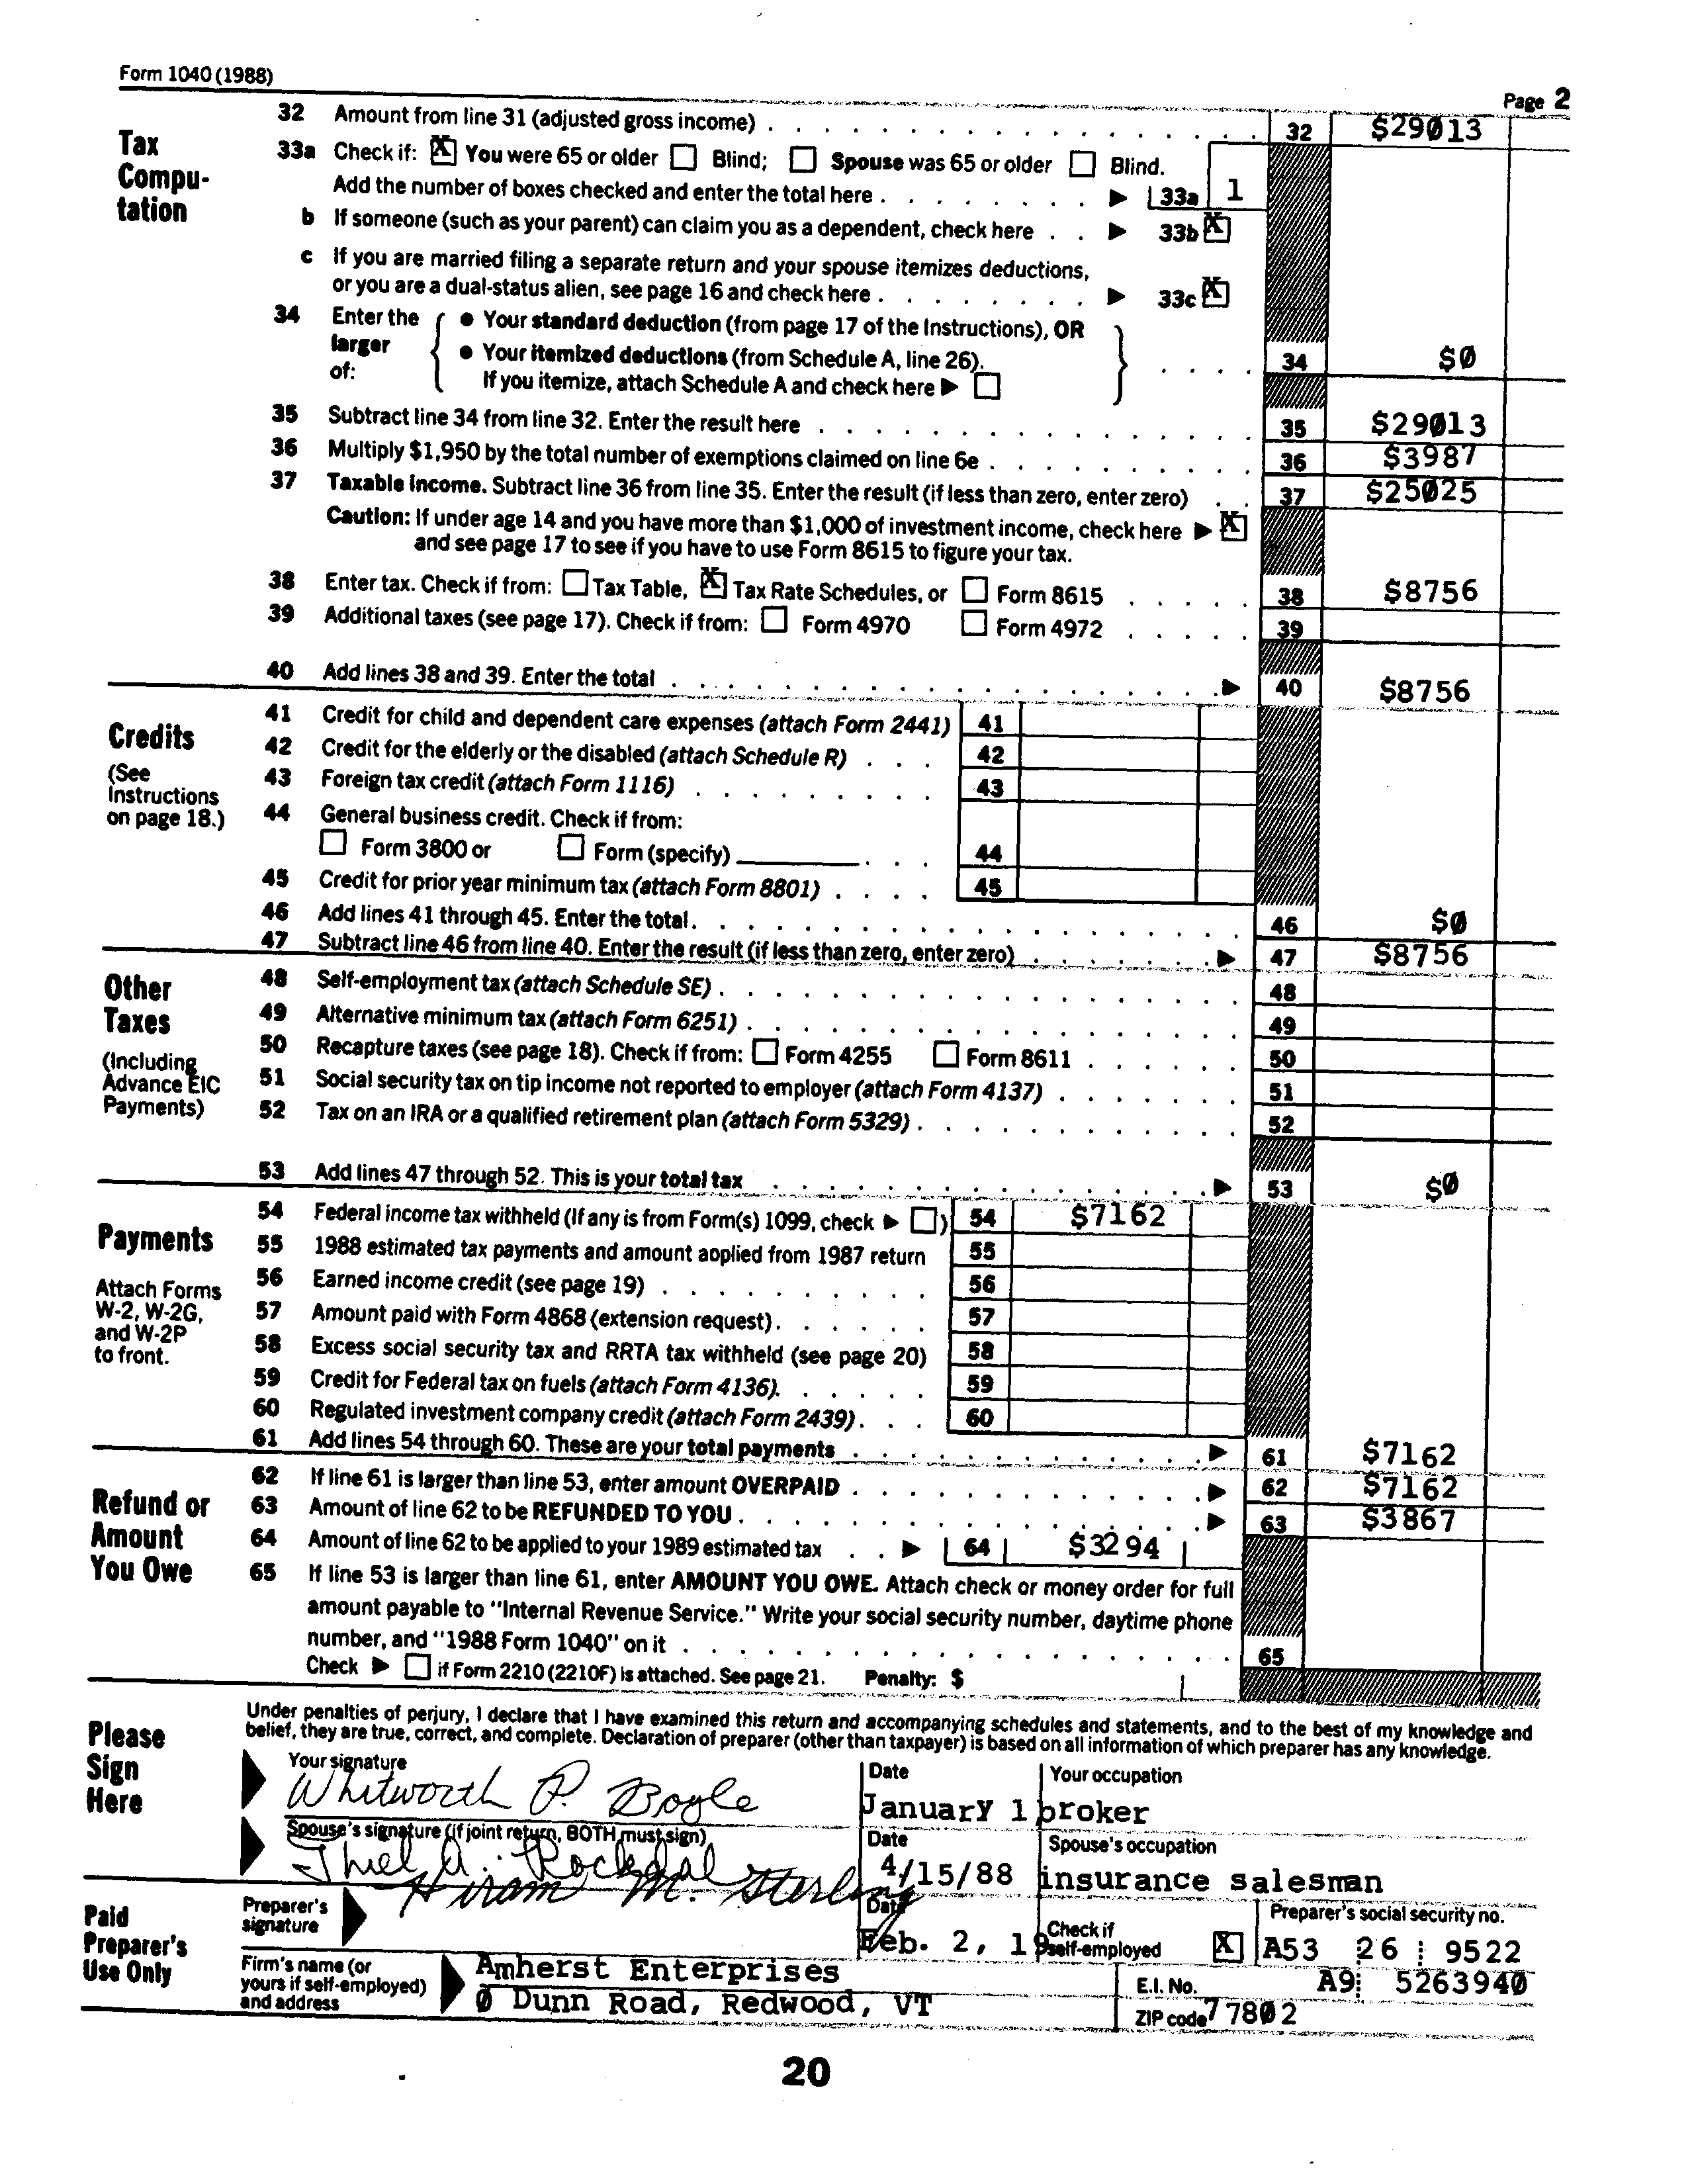 Form 1040 (1988)
Page 2
Tax
Compu-
tation
32 Amount from line 31 (adjusted gross income) . . . . . 32 $29013
33a Check if: X You were 65 or older Blind; Spouse was 65 or older Blind.
Add the number of boxes checked and enter the total here . . . . . 33a 1
b If someone (such as your parent) can claim you as a dependent, check here . . 33b X
c If you are married filing a separate return and your spouse itemizes deductions,
or you are a dual-status alien, see page 16 and check here . . . . . 33c X
34 Enter the larger of:
• Your standard deduction (from page 17 of the Instructions), OR
• Your itemized deductions (from Schedule A, line 26).
If you itemize, attach Schedule A and check here
. . . . 34 $0
35 Subtract line 34 from line 32. Enter the result here . . . . . 35 $29013
36 Multiply $1,950 by the total number of exemptions claimed on line 6e . . . . . 36 $3987
37 Taxable income. Subtract line 36 from line 35. Enter the result (if less than zero, enter zero) . . 37 $25025
Caution: If under age 14 and you have more than $1,000 of investment income, check here X
and see page 17 to see if you have to use Form 8615 to figure your tax.
38 Enter tax. Check if from: Tax Table, X Tax Rate Schedules, or Form 8615 . . . . . 38 $8756
39 Additional taxes (see page 17). Check if from: Form 4970 Form 4972 . . . . . 39
40 Add lines 38 and 39. Enter the total . . . . . 40 $8756
Credits
(See
Instructions
on page 18.)
41 Credit for child and dependent care expenses (attach Form 2441) 41
42 Credit for the elderly or the disabled (attach Schedule R) . . . 42
43 Foreign tax credit (attach Form 1116) . . . . . 43
44 General business credit. Check if from:
Form 3800 or Form (specify) . . . 44
45 Credit for prior year minimum tax (attach Form 8801) . . . . 45
46 Add lines 41 through 45. Enter the total . . . . . 46 $0
47 Subtract line 46 from line 40. Enter the result (if less than zero, enter zero) . . . . . 47 $8756
Other
Taxes
(Including
Advance EIC
Payments)
48 Self-employment tax (attach Schedule SE) . . . . . 48
49 Alternative minimum tax (attach Form 6251) . . . . . 49
50 Recapture taxes (see page 18). Check if from: Form 4255 Form 8611 . . . . . 50
51 Social security tax on tip income not reported to employer (attach Form 4137) . . . . . 51
52 Tax on an IRA or a qualified retirement plan (attach Form 5329) . . . . . 52
53 Add lines 47 through 52. This is your total tax . . . . . 53 $0
Payments
Attach Forms
W-2, W-2G,
and W-2P
to front.
54 Federal income tax withheld (If any is from Form(s) 1099, check ) 54 $7162
55 1988 estimated tax payments and amount applied from 1987 return 55
56 Earned income credit (see page 19) . . . . . 56
57 Amount paid with Form 4868 (extension request) . . . . . 57
58 Excess social security tax and RRTA tax withheld (see page 20) 58
59 Credit for Federal tax on fuels (attach Form 4136) . . . . . 59
60 Regulated investment company credit (attach Form 2439) . . . 60
61 Add lines 54 through 60. These are your total payments . . . . . 61 $7162
Refund or
Amount
You Owe
62 If line 61 is larger than line 53, enter amount OVERPAID . . . . . 62 $7162
63 Amount of line 62 to be REFUNDED TO YOU . . . . . 63 $3867
64 Amount of line 62 to be applied to your 1989 estimated tax . . 64 $3294
65 If line 53 is larger than line 61, enter AMOUNT YOU OWE. Attach check or money order for full
amount payable to "Internal Revenue Service." Write your social security number, daytime phone
number, and "1988 Form 1040" on it . . . . . 65
Check if Form 2210 (2210F) is attached. See page 21. Penalty: $
Please
Sign
Here
Under penalties of perjury, I declare that I have examined this return and accompanying schedules and statements, and to the best of my knowledge and
belief, they are true, correct, and complete. Declaration of preparer (other than taxpayer) is based on all information of which preparer has any knowledge.
Your signature Date Your occupation
Whitworth P. Boyle January 1 broker
Spouse's signature (if joint return, BOTH must sign) Date Spouse's occupation
Thiel A. Rockdal 4/15/88 insurance salesman
Paid
Preparer's
Use Only
Preparer's signature Hiram M. Sterling Date Feb. 2, 19 Check if self-employed X Preparer's social security no. A53 26 9522
Firm's name (or
yours if self-employed)
and address
Amherst Enterprises E.I. No. A9 5263940
0 Dunn Road, Redwood, VT ZIP code 77802
20